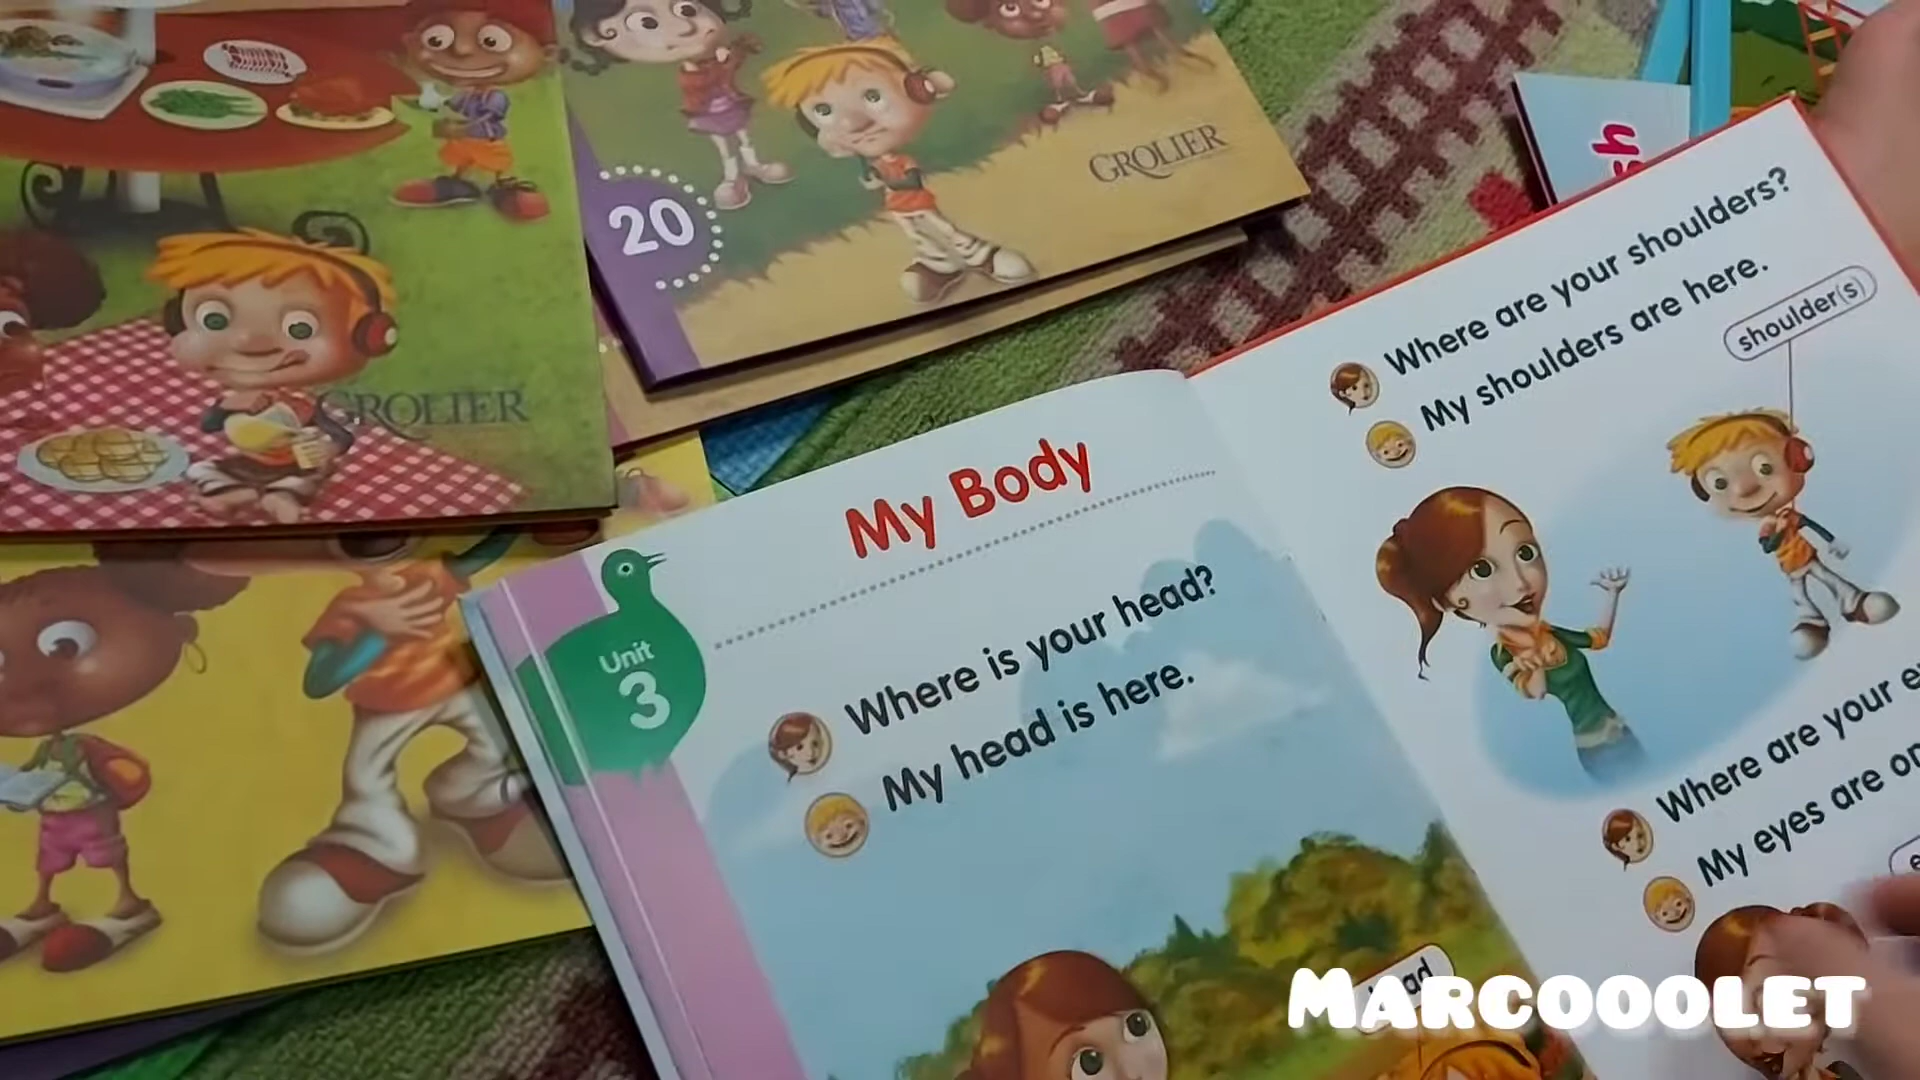 GROLIER
20
GROLIER
sh
My Body
Unit
3
Where is your head?
My head is here.
Where are your shoulders?
My shoulders are here.
shoulder(s)
Where are your
My eyes are
MARCOOOLET